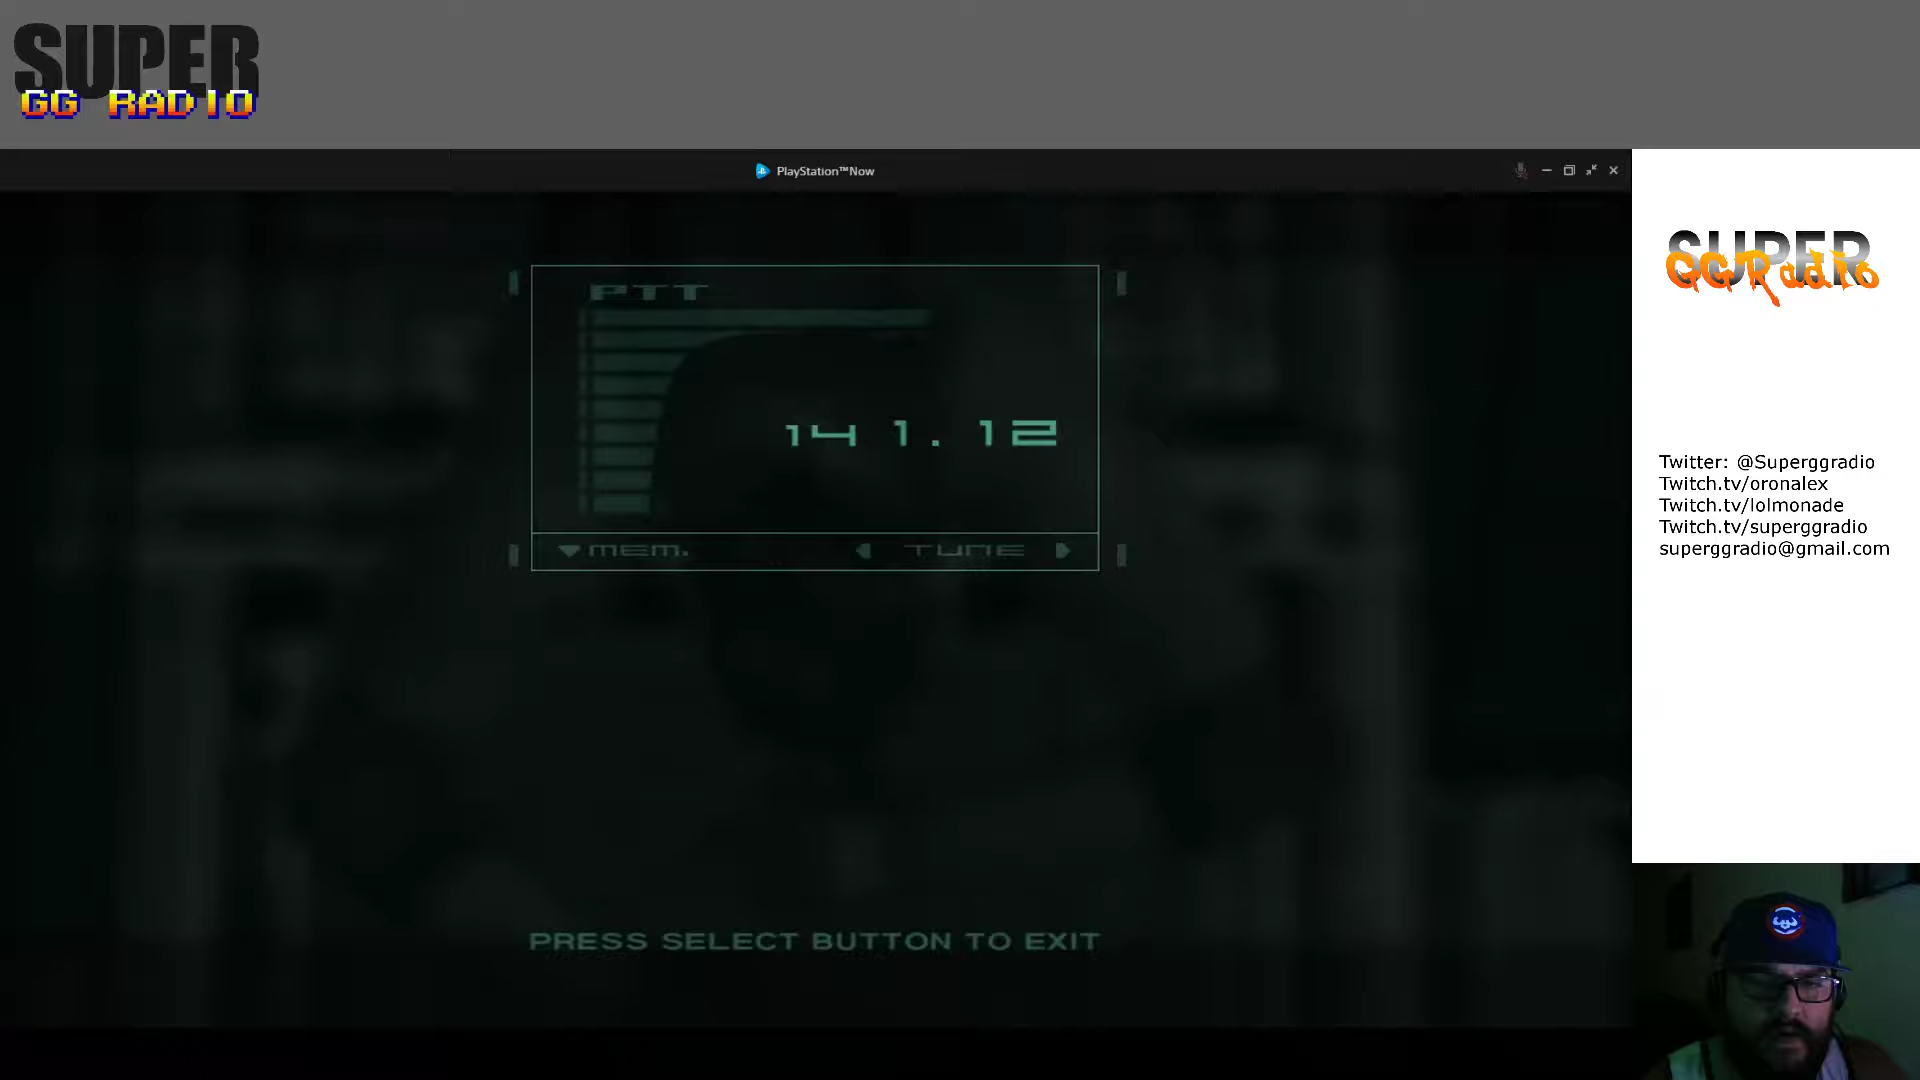 SUPER
GG RADIO
PlayStation™Now
SUPER
GGRadio
PTT
141.12
MEM.
TUNE
PRESS SELECT BUTTON TO EXIT
Twitter: @Superggradio
Twitch.tv/oronalex
Twitch.tv/lolmonade
Twitch.tv/superggradio
superggradio@gmail.com